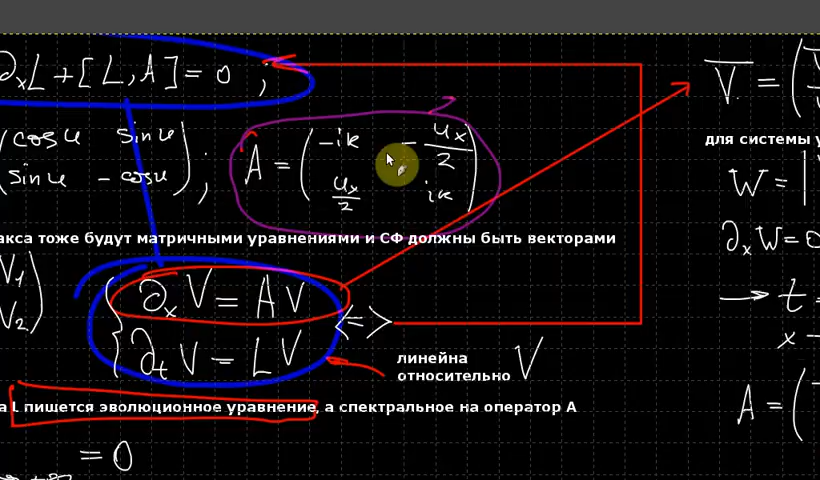 ∂ₓL + [L, A] = 0 ;
V = (
(cos u sin u
sin u - cos u) ;
A = ( -ik - uₓ/2
uₓ/2 ik )
для системы у
W = |
акса тоже будут матричными уравнениями и СФ должны быть векторами
∂ₓW = 0
V₁
V₂ )
{ ∂ₓV = AV
∂ₜV = LV
<=>
→ t =
x -
линейна
относительно V
A = (
а L пишется эволюционное уравнение, а спектральное на оператор А
= 0